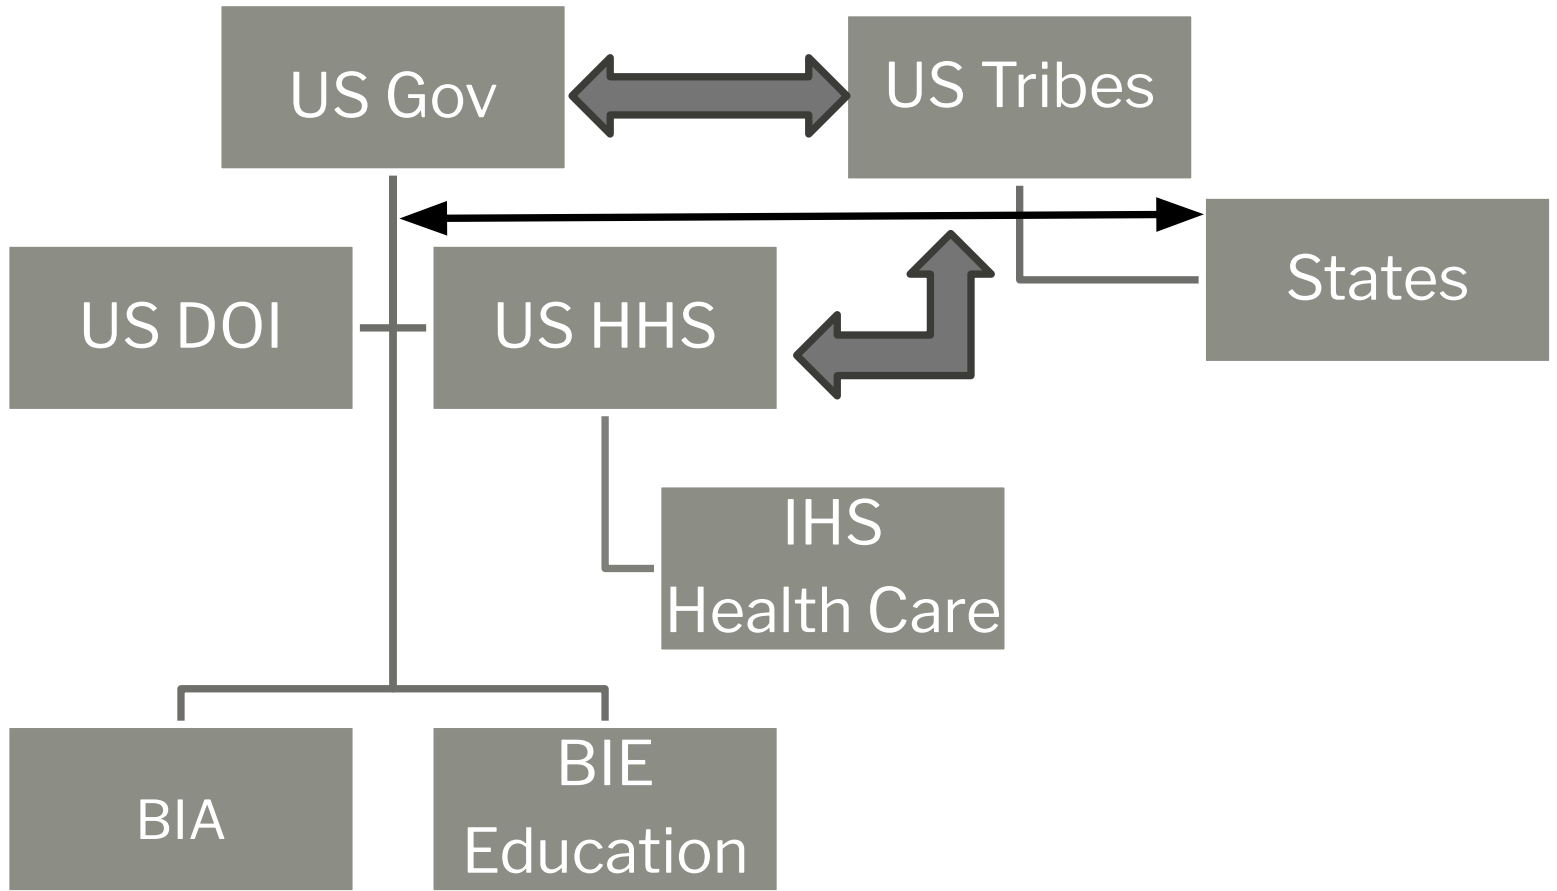 US Gov
US Tribes
States
US DOI
US HHS
IHS
Health Care
BIA
BIE
Education